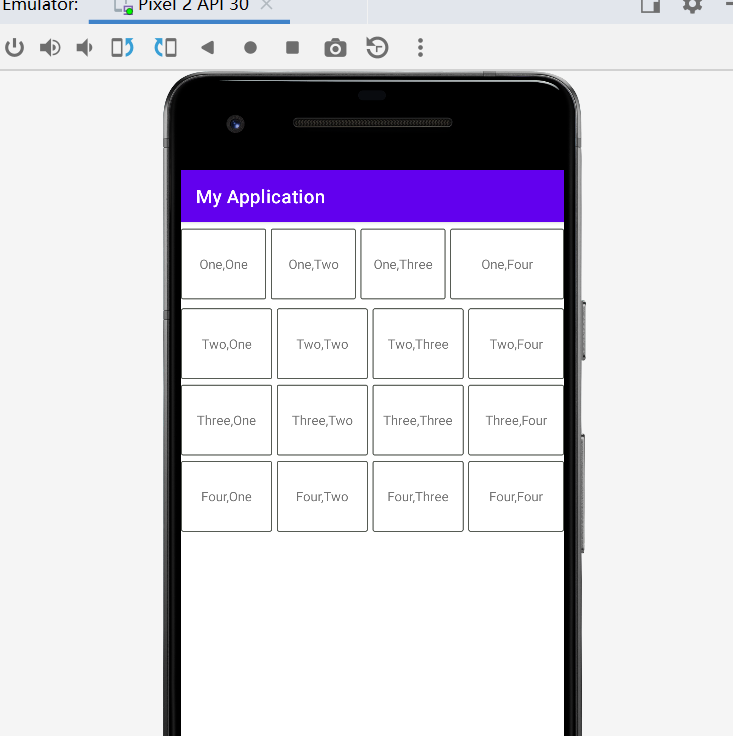 Emulator: Pixel 2 API 30
My Application
One,One One,Two One,Three One,Four
Two,One Two,Two Two,Three Two,Four
Three,One Three,Two Three,Three Three,Four
Four,One Four,Two Four,Three Four,Four